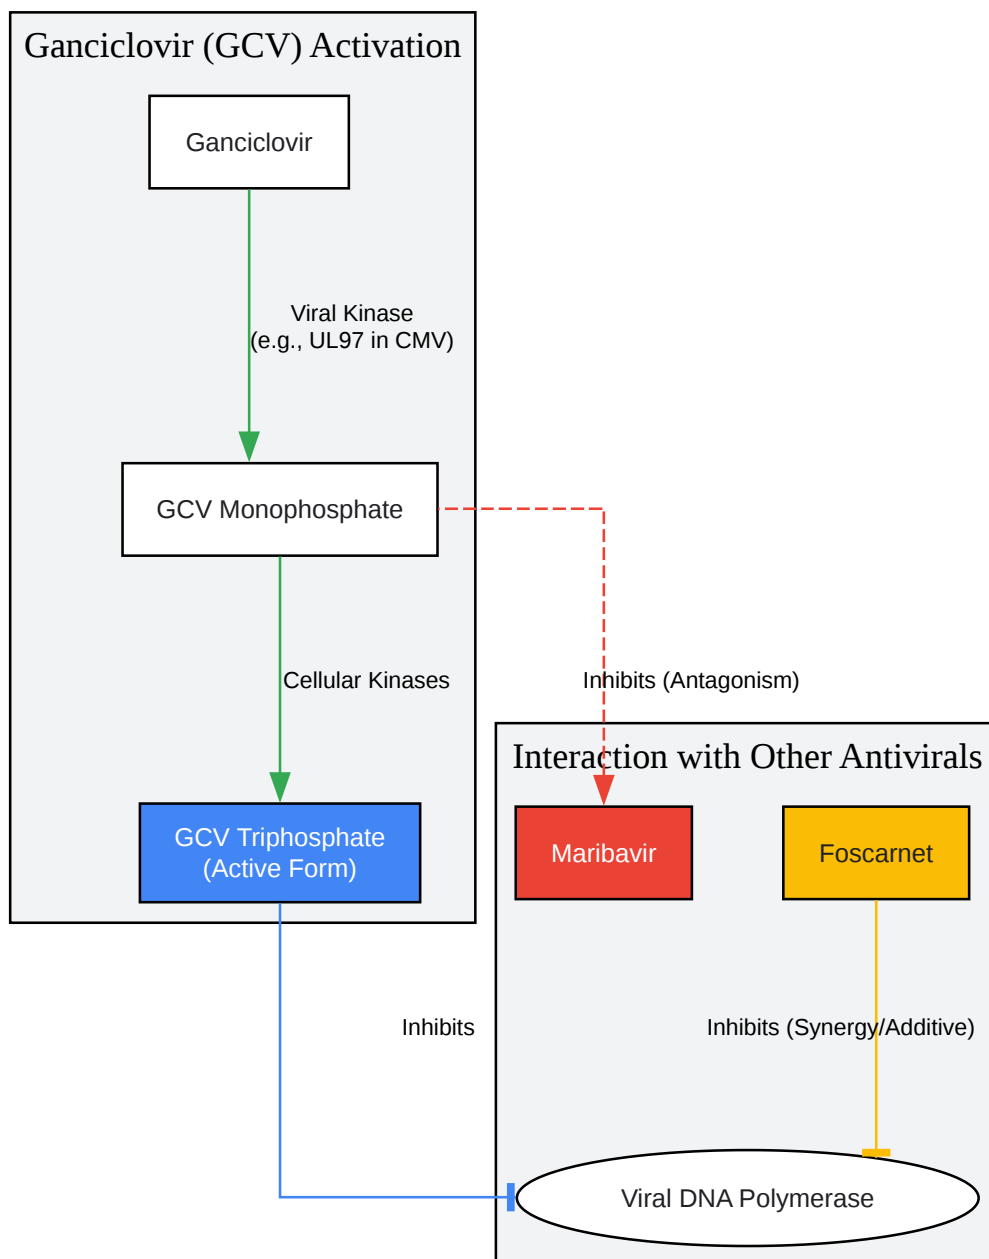 Ganciclovir (GCV) Activation
Ganciclovir
Viral Kinase
(e.g., UL97 in CMV)
GCV Monophosphate
Cellular Kinases
Inhibits (Antagonism)
Interaction with Other Antivirals
GCV Triphosphate
(Active Form)
Maribavir
Foscarnet
Inhibits
Inhibits (Synergy/Additive)
Viral DNA Polymerase